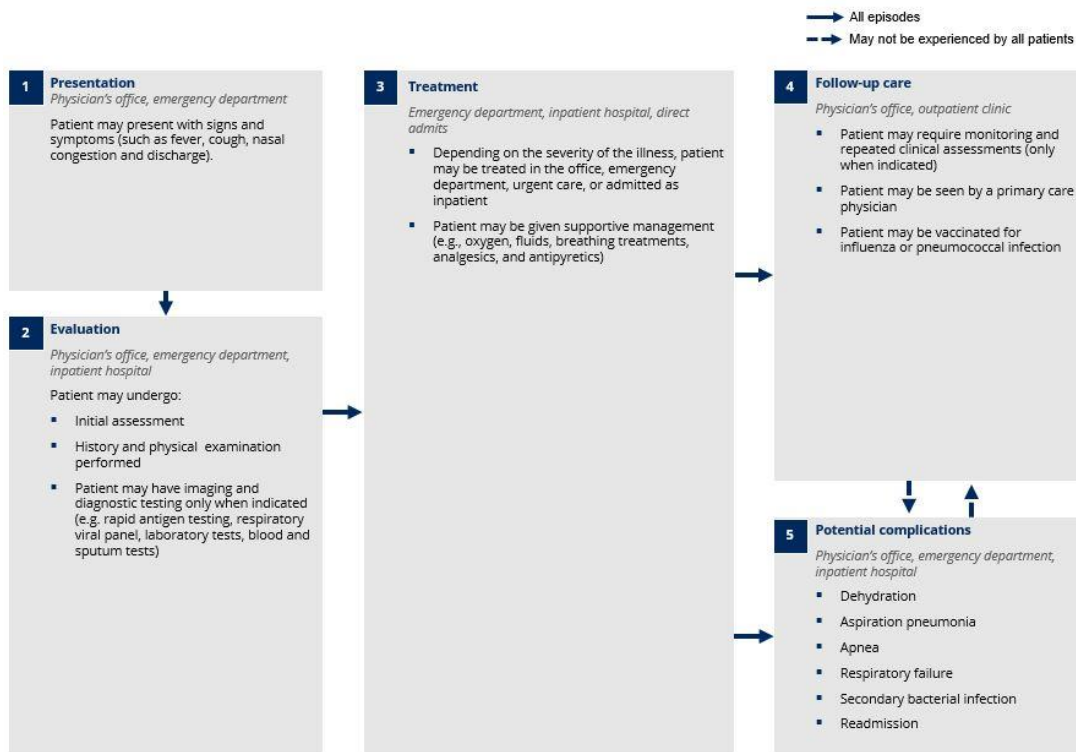 All episodes
May not be experienced by all patients
1
Presentation
Physician's office, emergency department
Patient may present with signs and
symptoms (such as fever, cough, nasal
congestion and discharge).
2
Evaluation
Physician's office, emergency department,
inpatient hospital
Patient may undergo:
▪ Initial assessment
▪ History and physical examination
performed
▪ Patient may have imaging and
diagnostic testing only when indicated
(e.g. rapid antigen testing, respiratory
viral panel, laboratory tests, blood and
sputum tests)
3
Treatment
Emergency department, inpatient hospital, direct
admits
▪ Depending on the severity of the illness, patient
may be treated in the office, emergency
department, urgent care, or admitted as
inpatient
▪ Patient may be given supportive management
(e.g., oxygen, fluids, breathing treatments,
analgesics, and antipyretics)
4
Follow-up care
Physician's office, outpatient clinic
▪ Patient may require monitoring and
repeated clinical assessments (only
when indicated)
▪ Patient may be seen by a primary care
physician
▪ Patient may be vaccinated for
influenza or pneumococcal infection
5
Potential complications
Physician's office, emergency department,
inpatient hospital
▪ Dehydration
▪ Aspiration pneumonia
▪ Apnea
▪ Respiratory failure
▪ Secondary bacterial infection
▪ Readmission